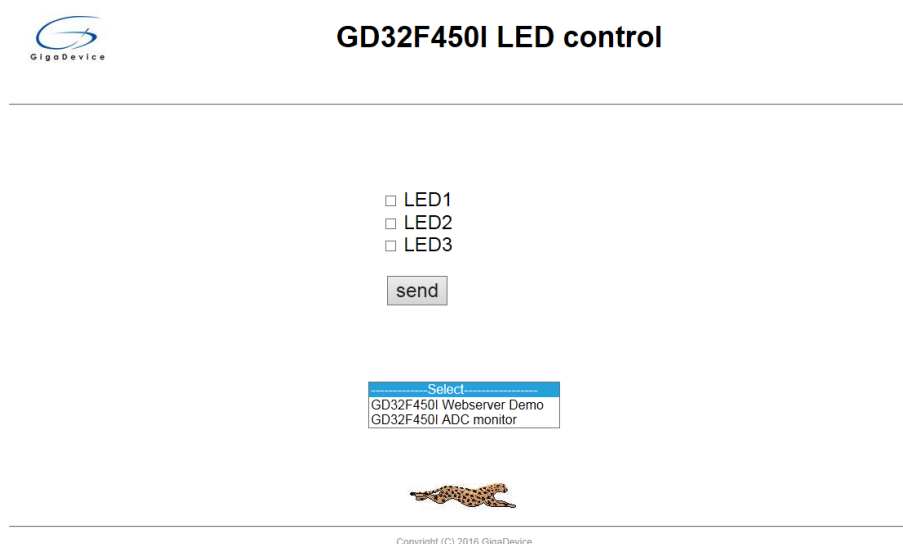 GigaDevice
GD32F450I LED control
LED1
LED2
LED3
send
-------------Select-----------------
GD32F450I Webserver Demo
GD32F450I ADC monitor
Copyright (C) 2016 GigaDevice